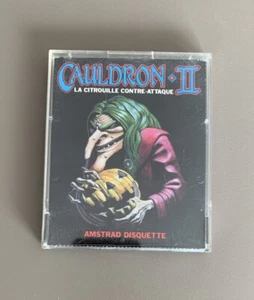 CAULDRON • II
LA CITROUILLE CONTRE-ATTAQUE
AMSTRAD DISQUETTE